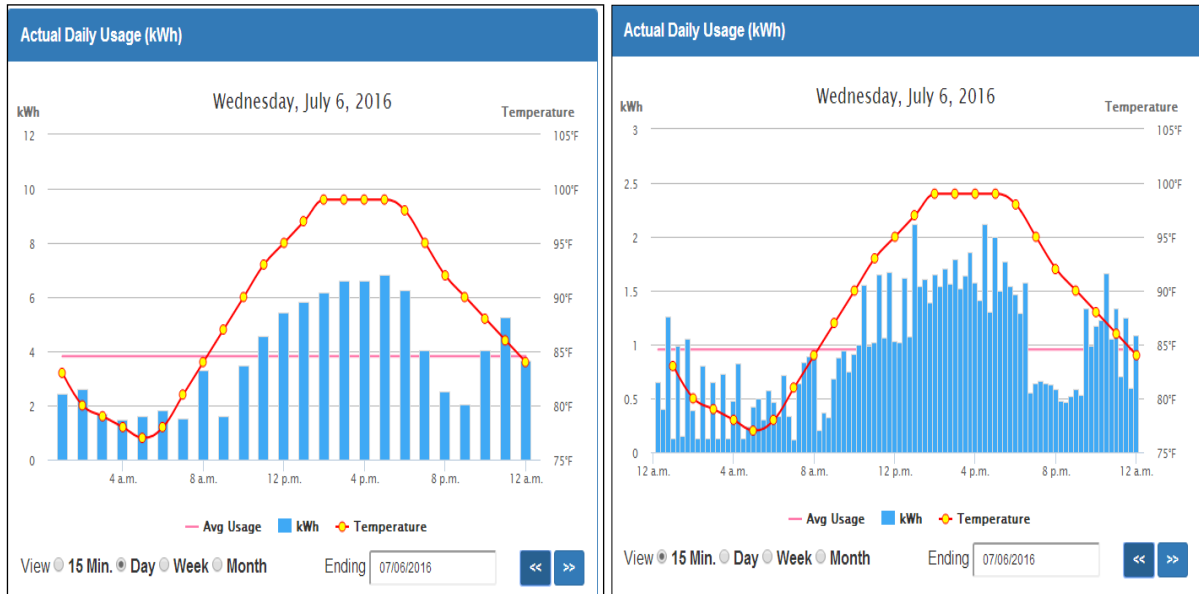 Actual Daily Usage (kWh)
Wednesday, July 6, 2016
kWh
Temperature
12
105°F
10
100°F
8
95°F
6
90°F
4
85°F
2
80°F
0
75°F
4 a.m. 8 a.m. 12 p.m. 4 p.m. 8 p.m. 12 a.m.
Avg Usage kWh Temperature
View 15 Min. Day Week Month Ending 07/06/2016 << >>
Actual Daily Usage (kWh)
Wednesday, July 6, 2016
kWh
Temperature
3
105°F
2.5
100°F
2
95°F
1.5
90°F
1
85°F
0.5
80°F
0
75°F
12 a.m. 4 a.m. 8 a.m. 12 p.m. 4 p.m. 8 p.m. 12 a.m.
Avg Usage kWh Temperature
View 15 Min. Day Week Month Ending 07/06/2016 << >>